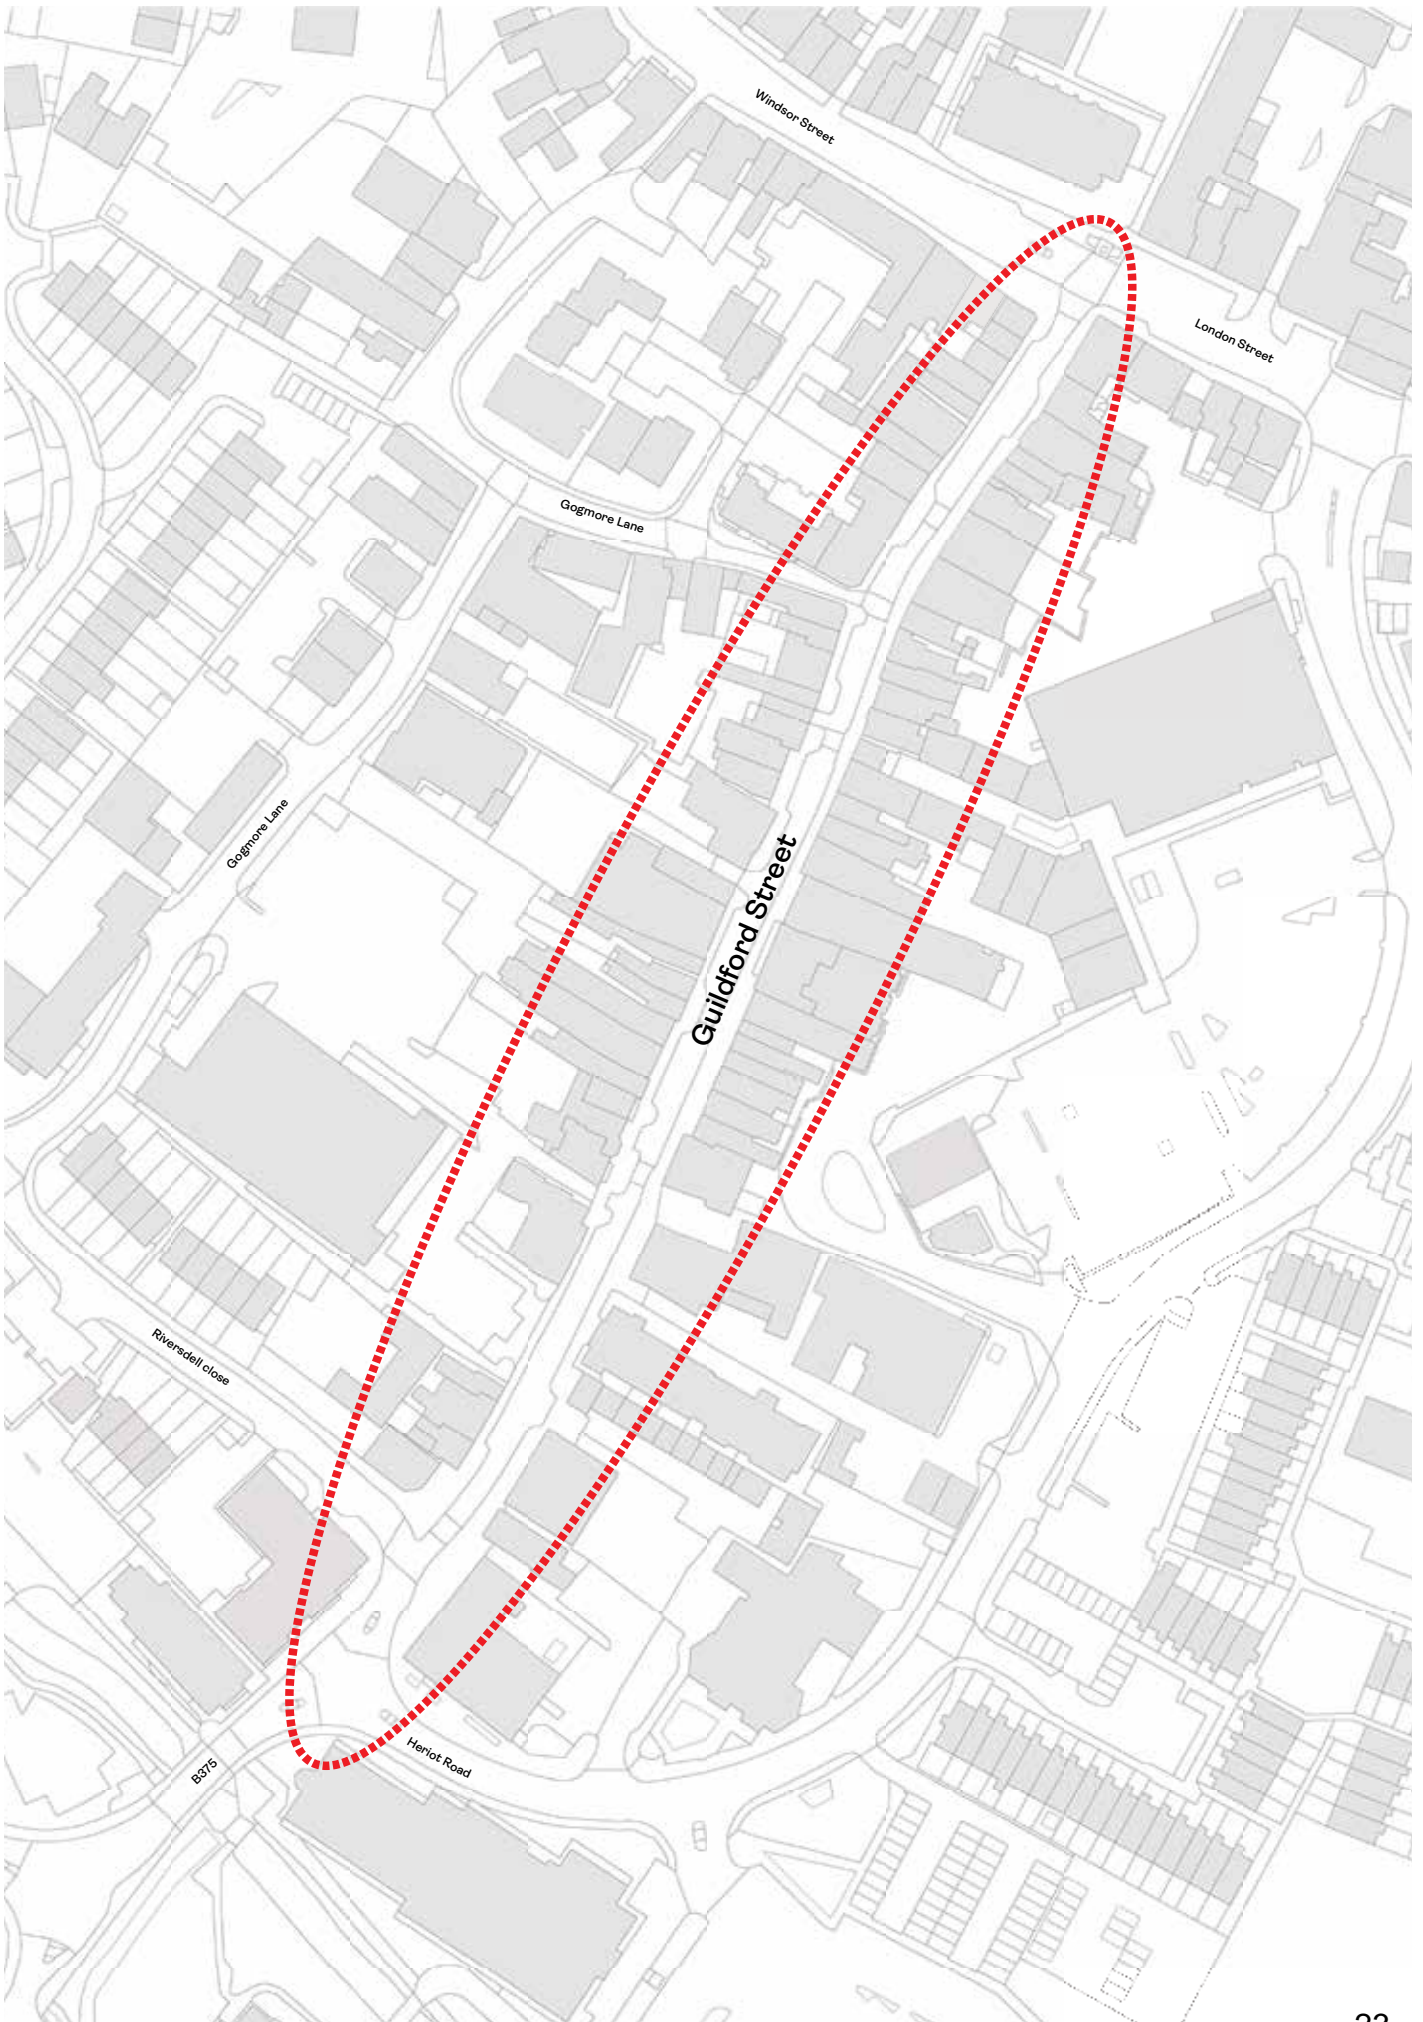 Windsor Street
London Street
Gogmore Lane
Gogmore Lane
Guildford Street
Riversdell close
Heriot Road
B375